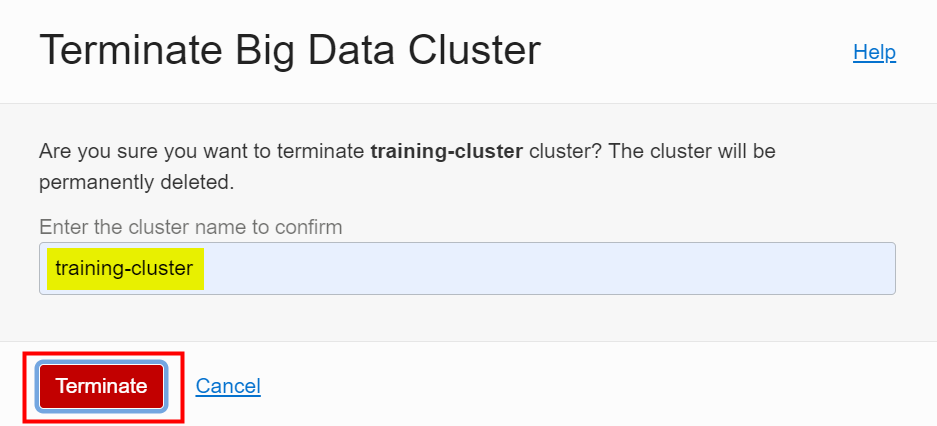 Terminate Big Data Cluster
Help
Are you sure you want to terminate training-cluster cluster? The cluster will be
permanently deleted.
Enter the cluster name to confirm
training-cluster
Terminate
Cancel